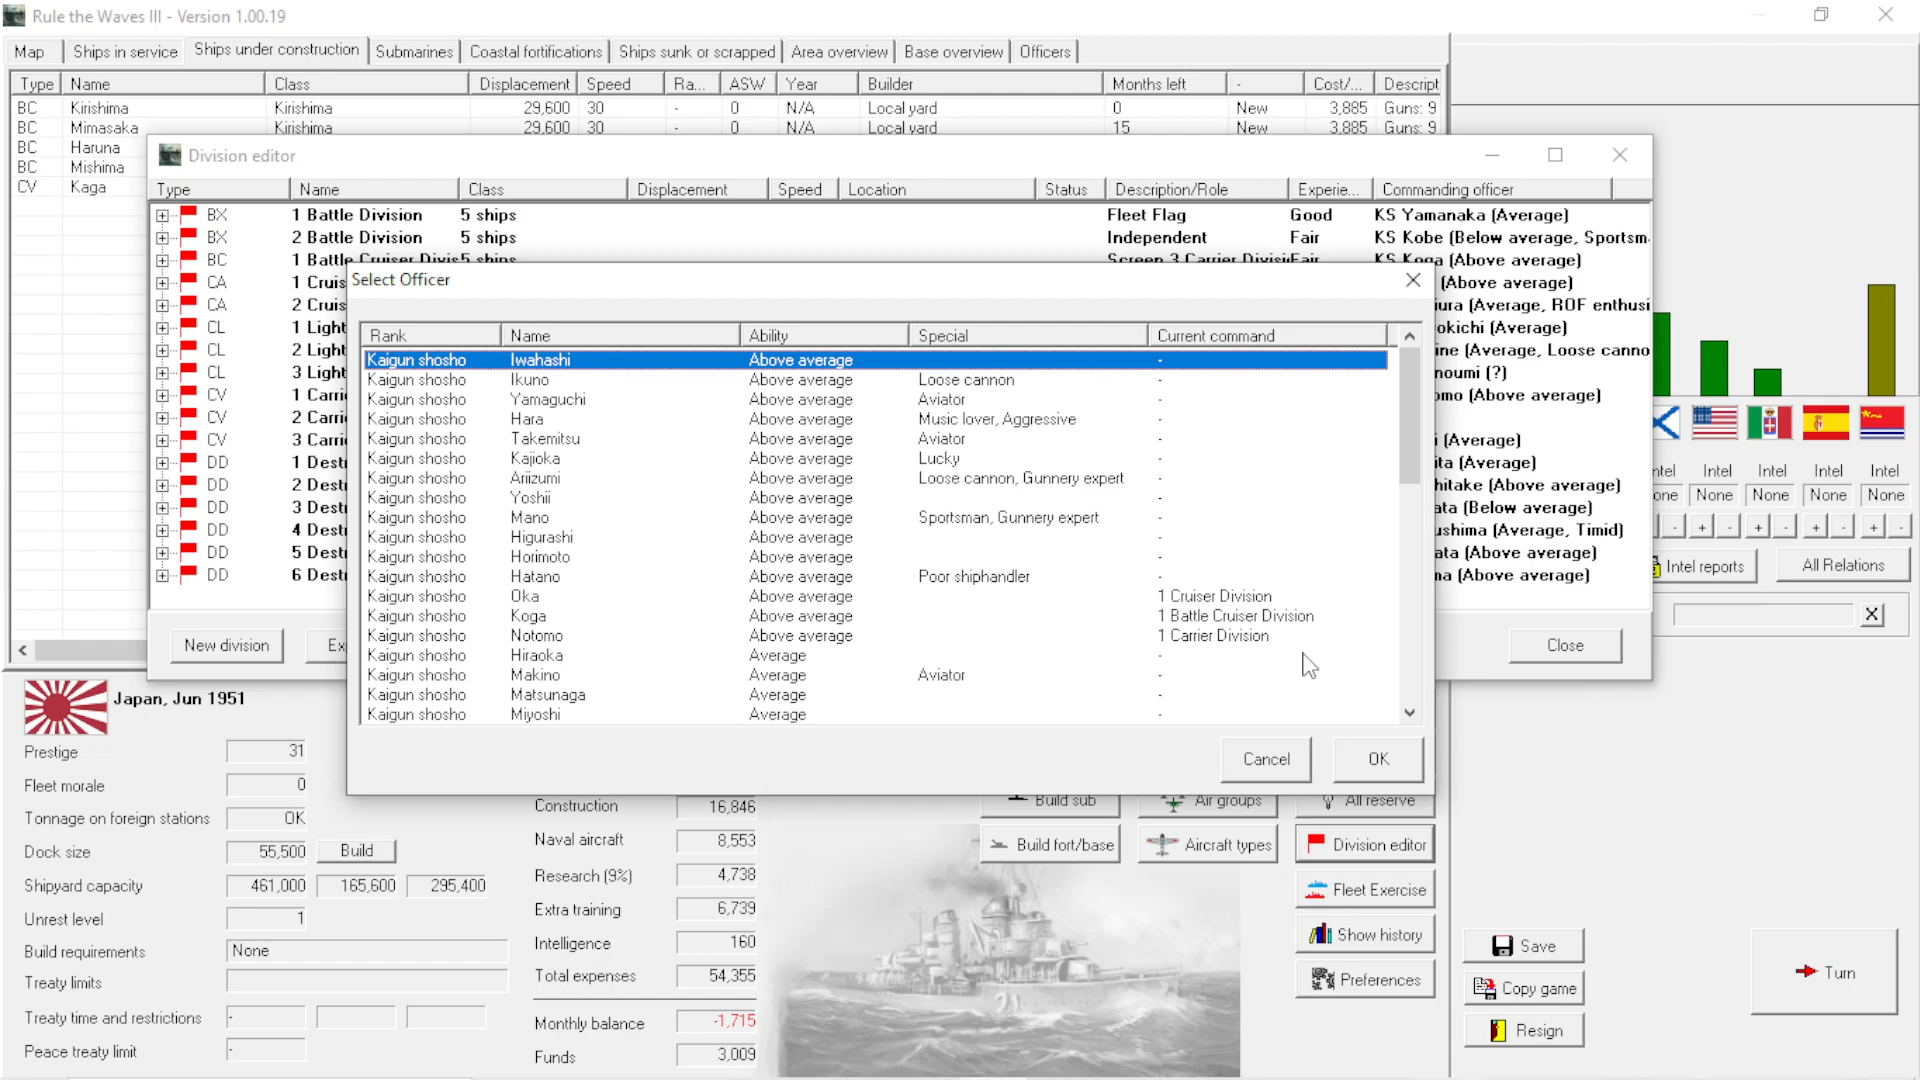 Rule the Waves III - Version 1.00.19
Map Ships in service Ships under construction Submarines Coastal fortifications Ships sunk or scrapped Area overview Base overview Officers
Type Name Class Displacement Speed Ra... ASW Year Builder Months left - Cost/... Descript
BC Kirishima Kirishima 29,600 30 - 0 N/A Local yard 0 New 3,885 Guns: 9
BC Mimasaka Kirishima 29,600 30 - 0 N/A Local yard 15 New 3,885 Guns: 9
BC Haruna
BC Mishima
CV Kaga
Division editor
Type Name Class Displacement Speed Location Status Description/Role Experie... Commanding officer
BX 1 Battle Division 5 ships Fleet Flag Good KS Yamanaka (Average)
BX 2 Battle Division 5 ships Independent Fair KS Kobe (Below average, Sportsm
BC 1 Battle Cruiser Divis 5 ships Screen 3 Carrier Divisi Fair KS Koga (Above average)
CA 1 Cruis (Above average)
CA 2 Cruis iura (Average, ROF enthusi
CL 1 Light okichi (Average)
CL 2 Light ine (Average, Loose canno
CL 3 Light noumi (?)
CV 1 Carri omo (Above average)
CV 2 Carri
CV 3 Carri i (Average)
DD 1 Dest ita (Average)
DD 2 Dest hitake (Above average)
DD 3 Dest ata (Below average)
DD 4 Dest ushima (Average, Timid)
DD 5 Dest ata (Above average)
DD 6 Dest na (Above average)
New division Ex Close
Select Officer
Rank Name Ability Special Current command
Kaigun shosho Iwahashi Above average -
Kaigun shosho Ikuno Above average Loose cannon -
Kaigun shosho Yamaguchi Above average Aviator -
Kaigun shosho Hara Above average Music lover, Aggressive -
Kaigun shosho Takemitsu Above average Aviator -
Kaigun shosho Kajioka Above average Lucky -
Kaigun shosho Ariizumi Above average Loose cannon, Gunnery expert -
Kaigun shosho Yoshii Above average -
Kaigun shosho Mano Above average Sportsman, Gunnery expert -
Kaigun shosho Higurashi Above average -
Kaigun shosho Horimoto Above average -
Kaigun shosho Hatano Above average Poor shiphandler -
Kaigun shosho Oka Above average 1 Cruiser Division
Kaigun shosho Koga Above average 1 Battle Cruiser Division
Kaigun shosho Notomo Above average 1 Carrier Division
Kaigun shosho Hiraoka Average -
Kaigun shosho Makino Average Aviator -
Kaigun shosho Matsunaga Average -
Kaigun shosho Miyoshi Average -
Cancel OK
ntel Intel Intel Intel Intel
one None None None None
- + - + - + - + -
Intel reports All Relations
X
Japan, Jun 1951
Prestige 31
Fleet morale 0
Tonnage on foreign stations OK
Dock size 55,500 Build
Shipyard capacity 461,000 165,600 295,400
Unrest level 1
Build requirements None
Treaty limits
Treaty time and restrictions -
Peace treaty limit -
Construction 16,846
Naval aircraft 8,553
Research (9%) 4,738
Extra training 6,739
Intelligence 160
Total expenses 54,355
Monthly balance -1,715
Funds 3,009
Build sub Air groups All reserve
Build fort/base Aircraft types Division editor
Fleet Exercise
Show history
Preferences
Save
Copy game
Resign
Turn